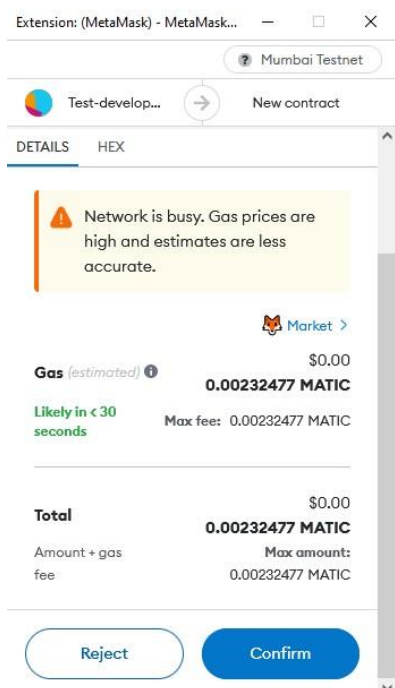 Extension: (MetaMask) - MetaMask...
? Mumbai Testnet
Test-develop... New contract
DETAILS HEX
Network is busy. Gas prices are
high and estimates are less
accurate.
Market >
$0.00
Gas (estimated) i
0.00232477 MATIC
Likely in < 30
seconds
Max fee: 0.00232477 MATIC
$0.00
Total
0.00232477 MATIC
Amount + gas
fee
Max amount:
0.00232477 MATIC
Reject Confirm